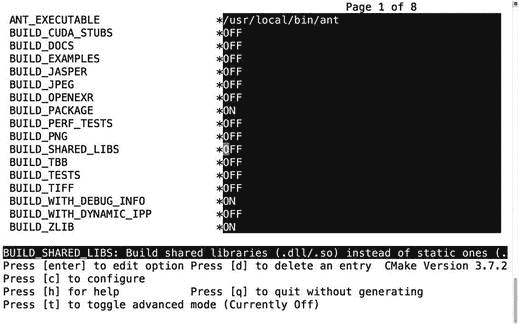 Page 1 of 8
ANT_EXECUTABLE *​/usr/local/bin/ant
BUILD_CUDA_STUBS *OFF
BUILD_DOCS *OFF
BUILD_EXAMPLES *OFF
BUILD_JASPER *OFF
BUILD_JPEG *OFF
BUILD_OPENEXR *OFF
BUILD_PACKAGE *ON
BUILD_PERF_TESTS *OFF
BUILD_PNG *OFF
BUILD_SHARED_LIBS *OFF
BUILD_TBB *OFF
BUILD_TESTS *OFF
BUILD_TIFF *OFF
BUILD_WITH_DEBUG_INFO *ON
BUILD_WITH_DYNAMIC_IPP *OFF
BUILD_ZLIB *ON
BUILD_SHARED_LIBS: Build shared libraries (.dll/.so) instead of static ones (.
Press [enter] to edit option Press [d] to delete an entry CMake Version 3.7.2
Press [c] to configure
Press [h] for help Press [q] to quit without generating
Press [t] to toggle advanced mode (Currently Off)